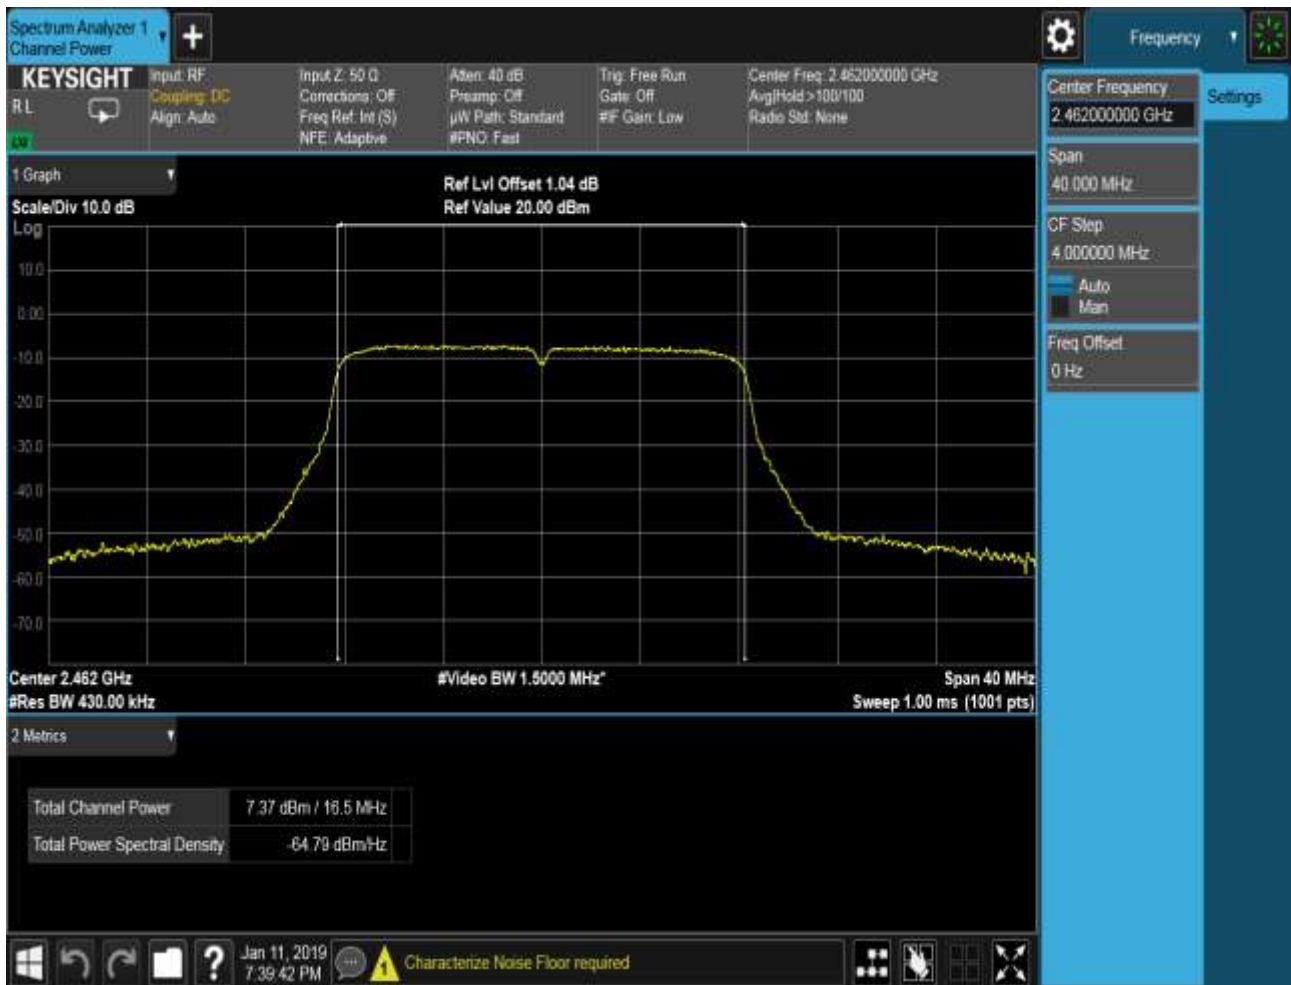 Spectrum Analyzer 1
Channel Power
Frequency
KEYSIGHT
R L
Input: RF
Coupling: DC
Align: Auto
Input Z: 50 Ω
Corrections: Off
Freq Ref: Int (S)
NFE: Adaptive
Atten: 40 dB
Preamp: Off
µW Path: Standard
#PNO: Fast
Trig: Free Run
Gate: Off
#IF Gain: Low
Center Freq: 2.462000000 GHz
Avg|Hold:>100/100
Radio Std: None
Center Frequency
2.462000000 GHz
Settings
Span
40.000 MHz
CF Step
4.000000 MHz
Auto
Man
Freq Offset
0 Hz
1 Graph
Scale/Div 10.0 dB
Ref Lvl Offset 1.04 dB
Ref Value 20.00 dBm
Log
10.0
0.00
-10.0
-20.0
-30.0
-40.0
-50.0
-60.0
-70.0
Center 2.462 GHz
#Video BW 1.5000 MHz*
Span 40 MHz
#Res BW 430.00 kHz
Sweep 1.00 ms (1001 pts)
2 Metrics
Total Channel Power 7.37 dBm / 16.5 MHz
Total Power Spectral Density -64.79 dBm/Hz
Jan 11, 2019
7:39:42 PM
1
Characterize Noise Floor required